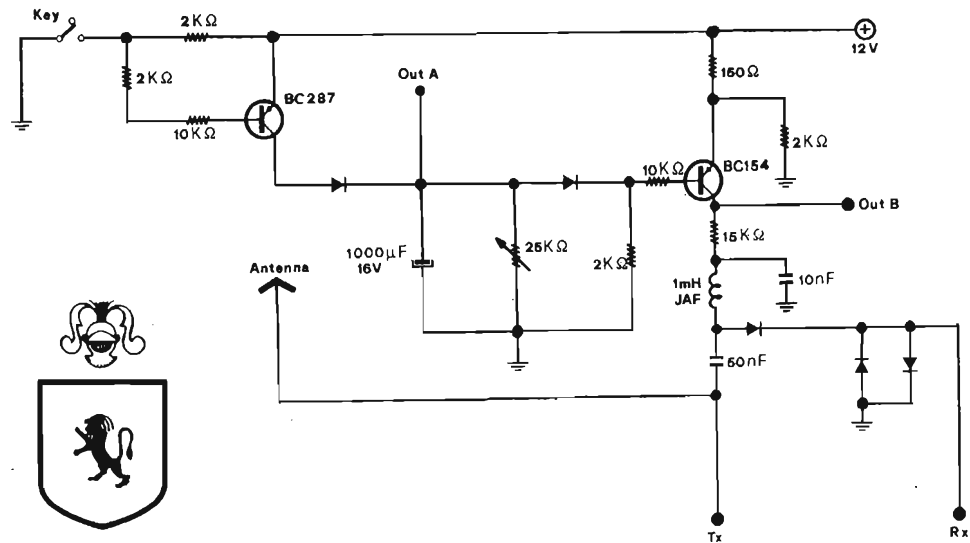 Key
2KΩ
2KΩ
10KΩ
BC287
Out A
150Ω
12V
2KΩ
10KΩ
BC154
Out B
15KΩ
1000µF
16V
25KΩ
2KΩ
Antenna
1mH
JAF
10nF
50nF
Tx
Rx